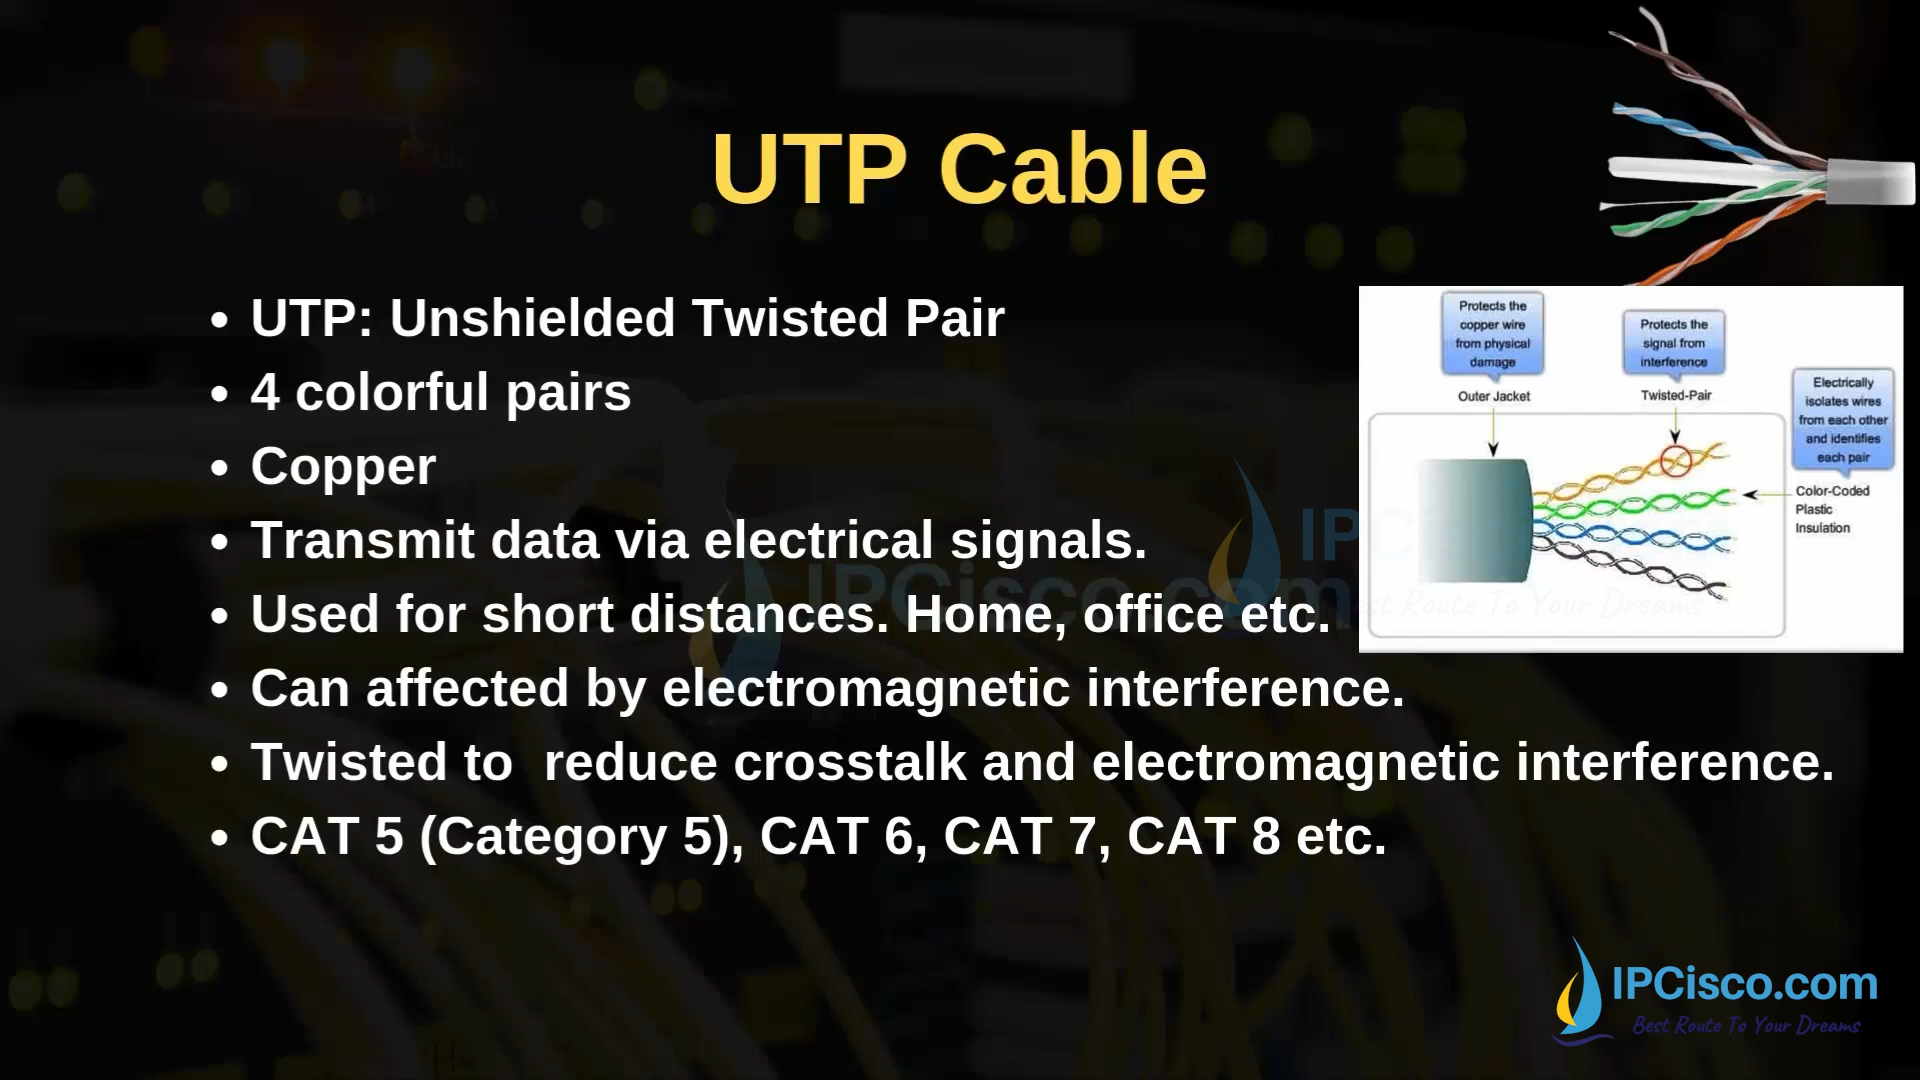 UTP Cable
• UTP: Unshielded Twisted Pair
• 4 colorful pairs
• Copper
• Transmit data via electrical signals.
• Used for short distances. Home, office etc.
• Can affected by electromagnetic interference.
• Twisted to  reduce crosstalk and electromagnetic interference.
• CAT 5 (Category 5), CAT 6, CAT 7, CAT 8 etc.
Protects the
copper wire
from physical
damage
Outer Jacket
Protects the
signal from
interference
Twisted-Pair
Electrically
isolates wires
from each other
and identifies
each pair
Color-Coded
Plastic
Insulation
IPCisco.com
IPCisco.com
Best Route To Your Dreams